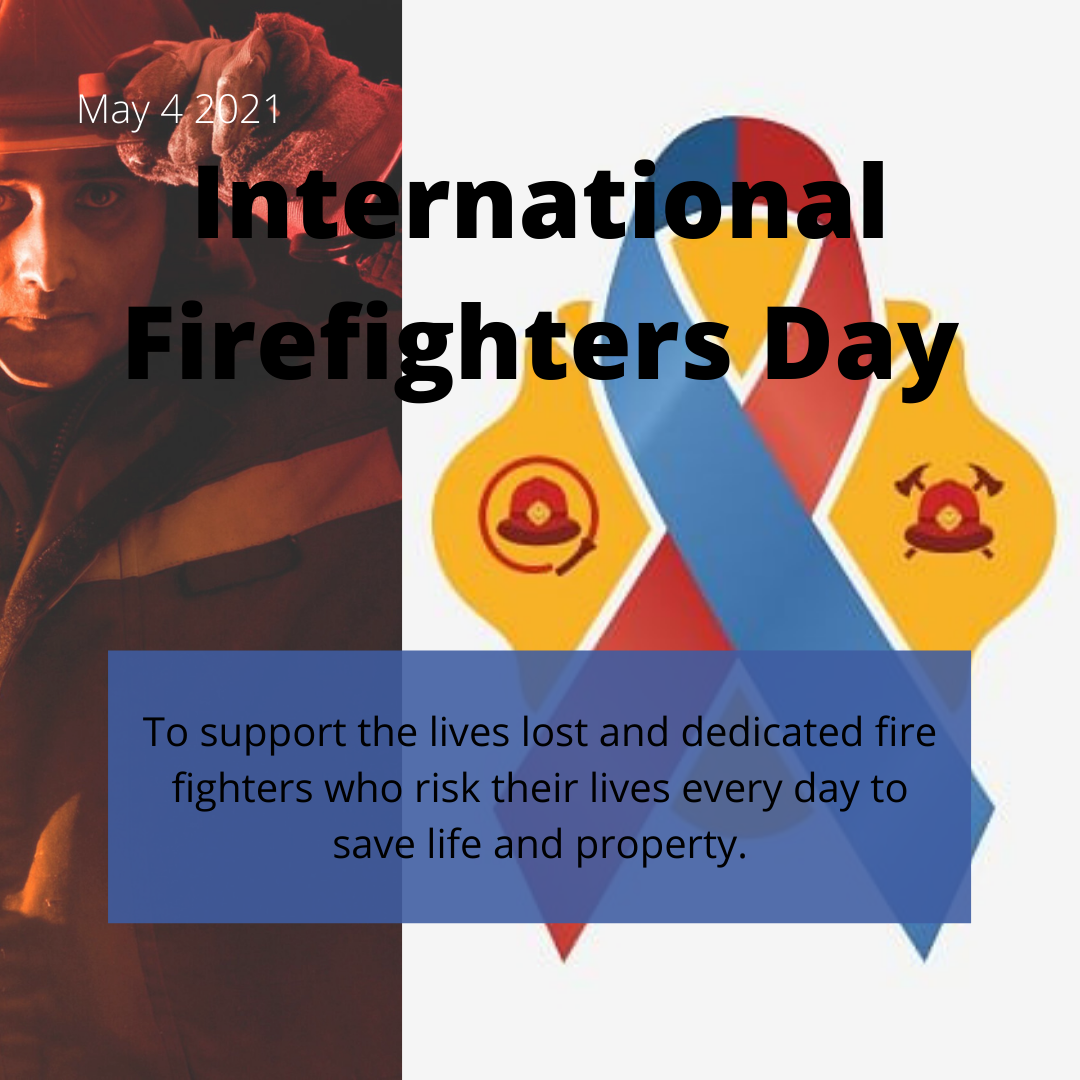 May 4 2021
International
Firefighters Day
To support the lives lost and dedicated fire
fighters who risk their lives every day to
save life and property.